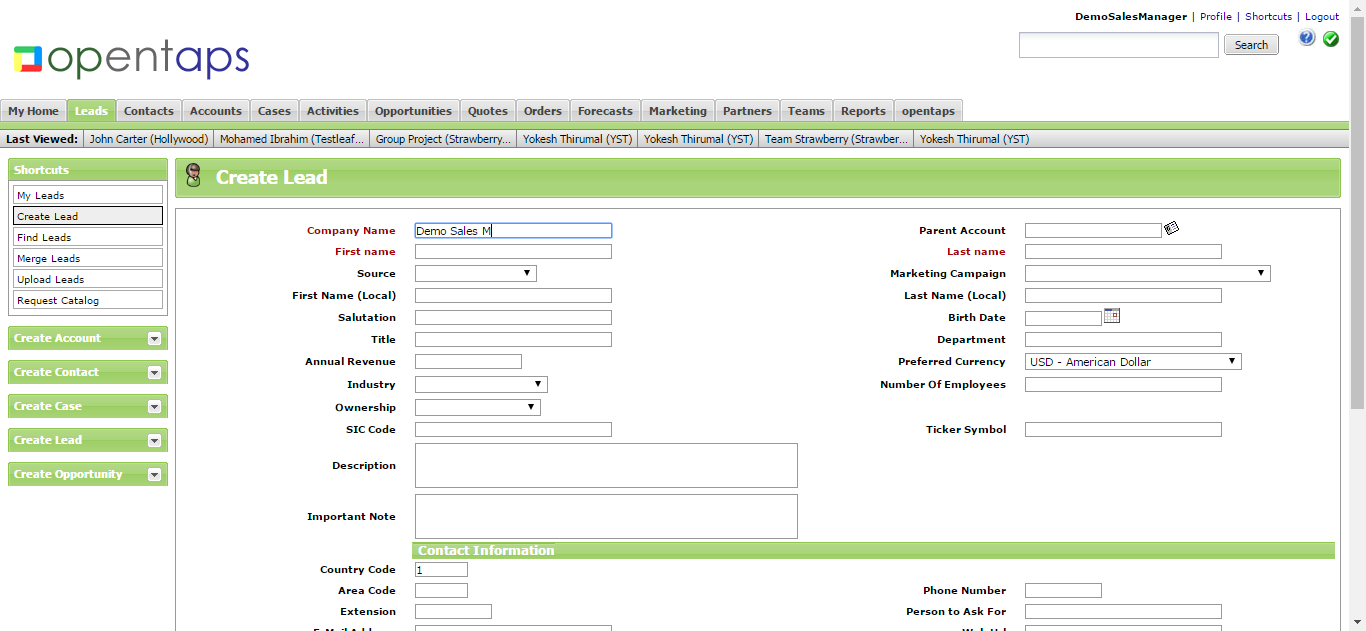 DemoSalesManager | Profile | Shortcuts | Logout
opentaps
Search
My Home Leads Contacts Accounts Cases Activities Opportunities Quotes Orders Forecasts Marketing Partners Teams Reports opentaps
Last Viewed: John Carter (Hollywood) Mohamed Ibrahim (Testleaf... Group Project (Strawberry... Yokesh Thirumal (YST) Yokesh Thirumal (YST) Team Strawberry (Strawber... Yokesh Thirumal (YST)
Shortcuts
My Leads
Create Lead
Find Leads
Merge Leads
Upload Leads
Request Catalog
Create Account
Create Contact
Create Case
Create Lead
Create Opportunity
Create Lead
Company Name Demo Sales M Parent Account
First name Last name
Source Marketing Campaign
First Name (Local) Last Name (Local)
Salutation Birth Date
Title Department
Annual Revenue Preferred Currency USD - American Dollar
Industry Number Of Employees
Ownership
SIC Code Ticker Symbol
Description
Important Note
Contact Information
Country Code 1
Area Code Phone Number
Extension Person to Ask For